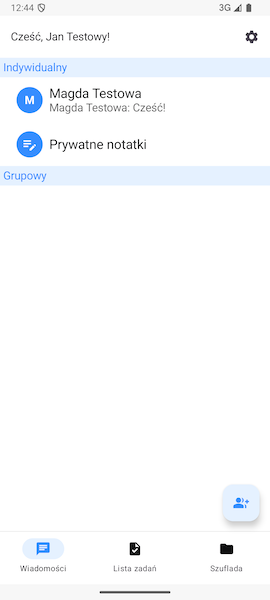 12:44 3G
Cześć, Jan Testowy!
Indywidualny
M
Magda Testowa
Magda Testowa: Cześć!
Prywatne notatki
Grupowy
Wiadomości Lista zadań Szuflada